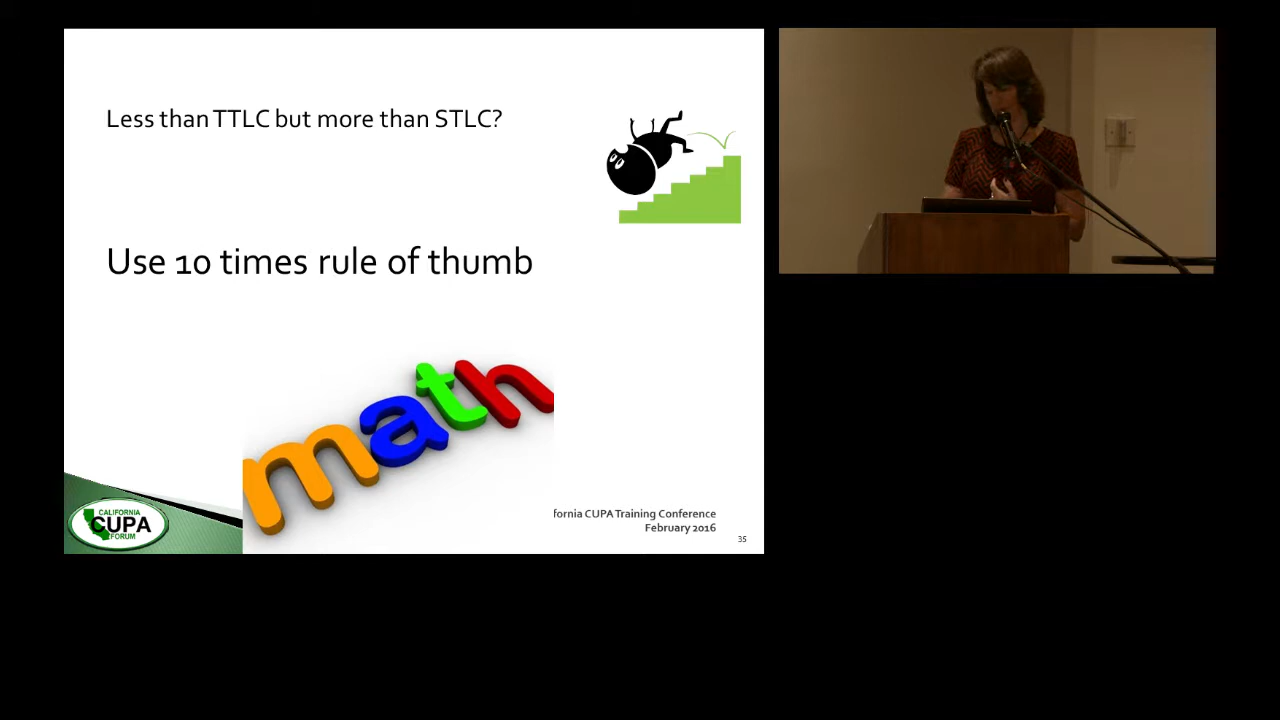 Less than TTLC but more than STLC?
Use 10 times rule of thumb
math
CALIFORNIA
CUPA
FORUM
fornia CUPA Training Conference
February 2016
35